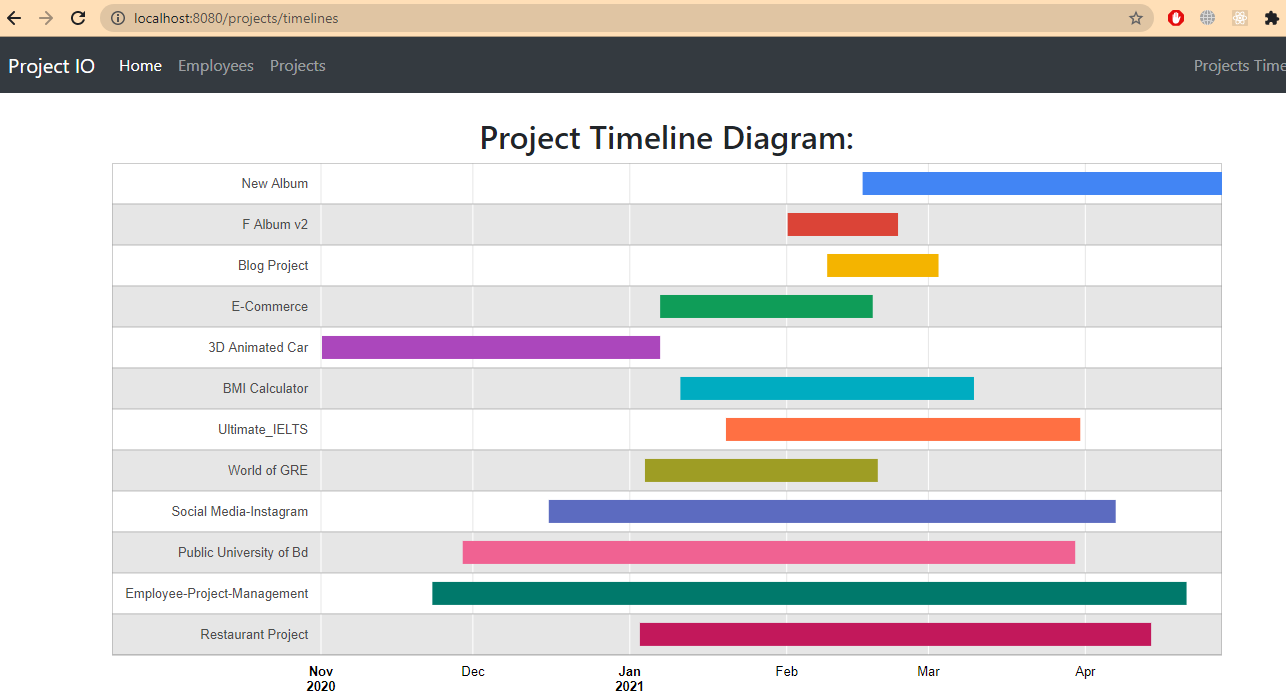 localhost:8080/projects/timelines
Project IO Home Employees Projects Projects Time
Project Timeline Diagram:
New Album
F Album v2
Blog Project
E-Commerce
3D Animated Car
BMI Calculator
Ultimate_IELTS
World of GRE
Social Media-Instagram
Public University of Bd
Employee-Project-Management
Restaurant Project
Nov Dec Jan Feb Mar Apr
2020 2021